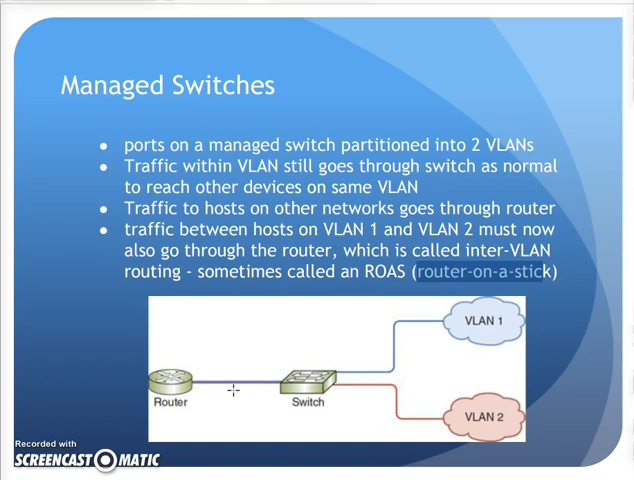 Managed Switches
● ports on a managed switch partitioned into 2 VLANs
● Traffic within VLAN still goes through switch as normal
to reach other devices on same VLAN
● Traffic to hosts on other networks goes through router
● traffic between hosts on VLAN 1 and VLAN 2 must now
also go through the router, which is called inter-VLAN
routing - sometimes called an ROAS (router-on-a-stick)
VLAN 1
Router
Switch
VLAN 2
Recorded with
SCREENCAST-O-MATIC